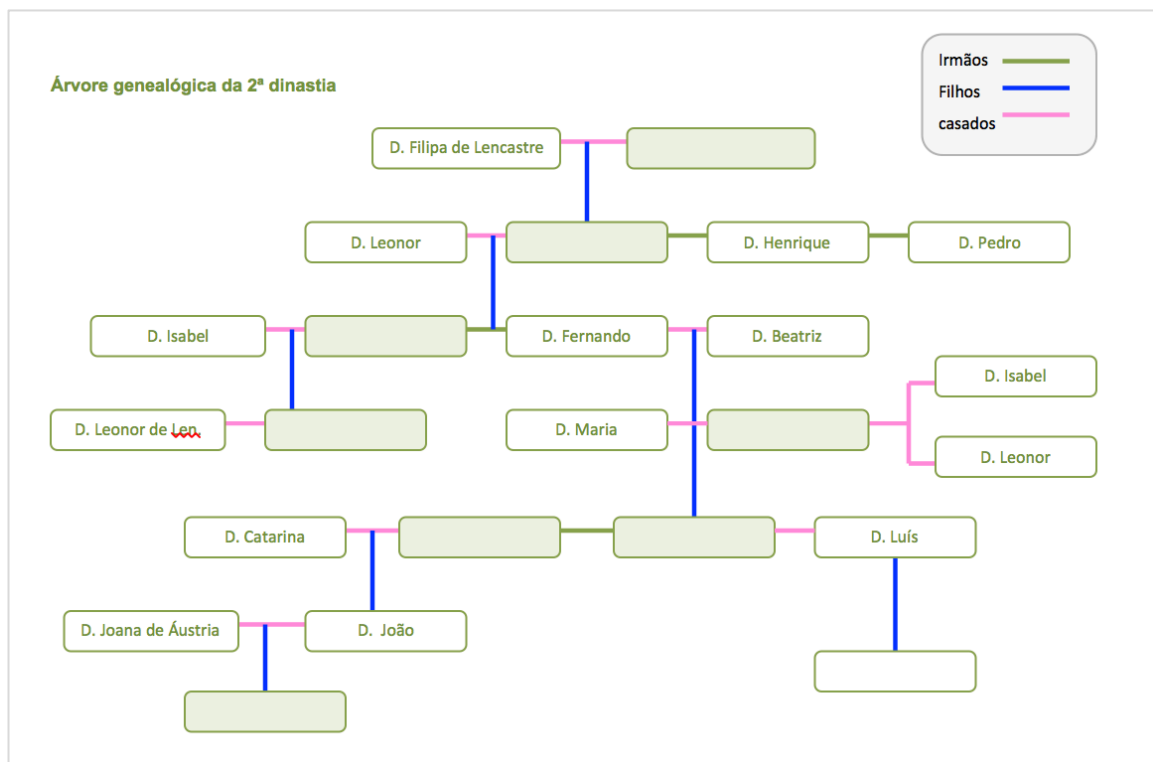 Irmãos
Filhos
casados
Árvore genealógica da 2ª dinastia
D. Filipa de Lencastre
D. Leonor
D. Henrique
D. Pedro
D. Isabel
D. Fernando
D. Beatriz
D. Isabel
D. Leonor de Len.
D. Maria
D. Leonor
D. Catarina
D. Luís
D. Joana de Áustria
D. João